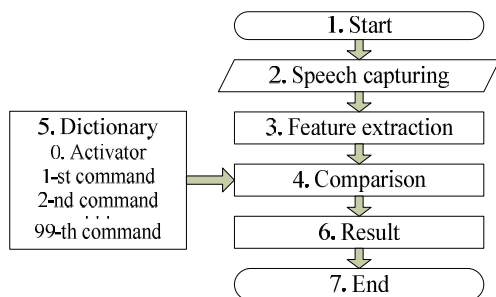 1. Start
2. Speech capturing
3. Feature extraction
5. Dictionary
0. Activator
1-st command
2-nd command
. . .
99-th command
4. Comparison
6. Result
7. End